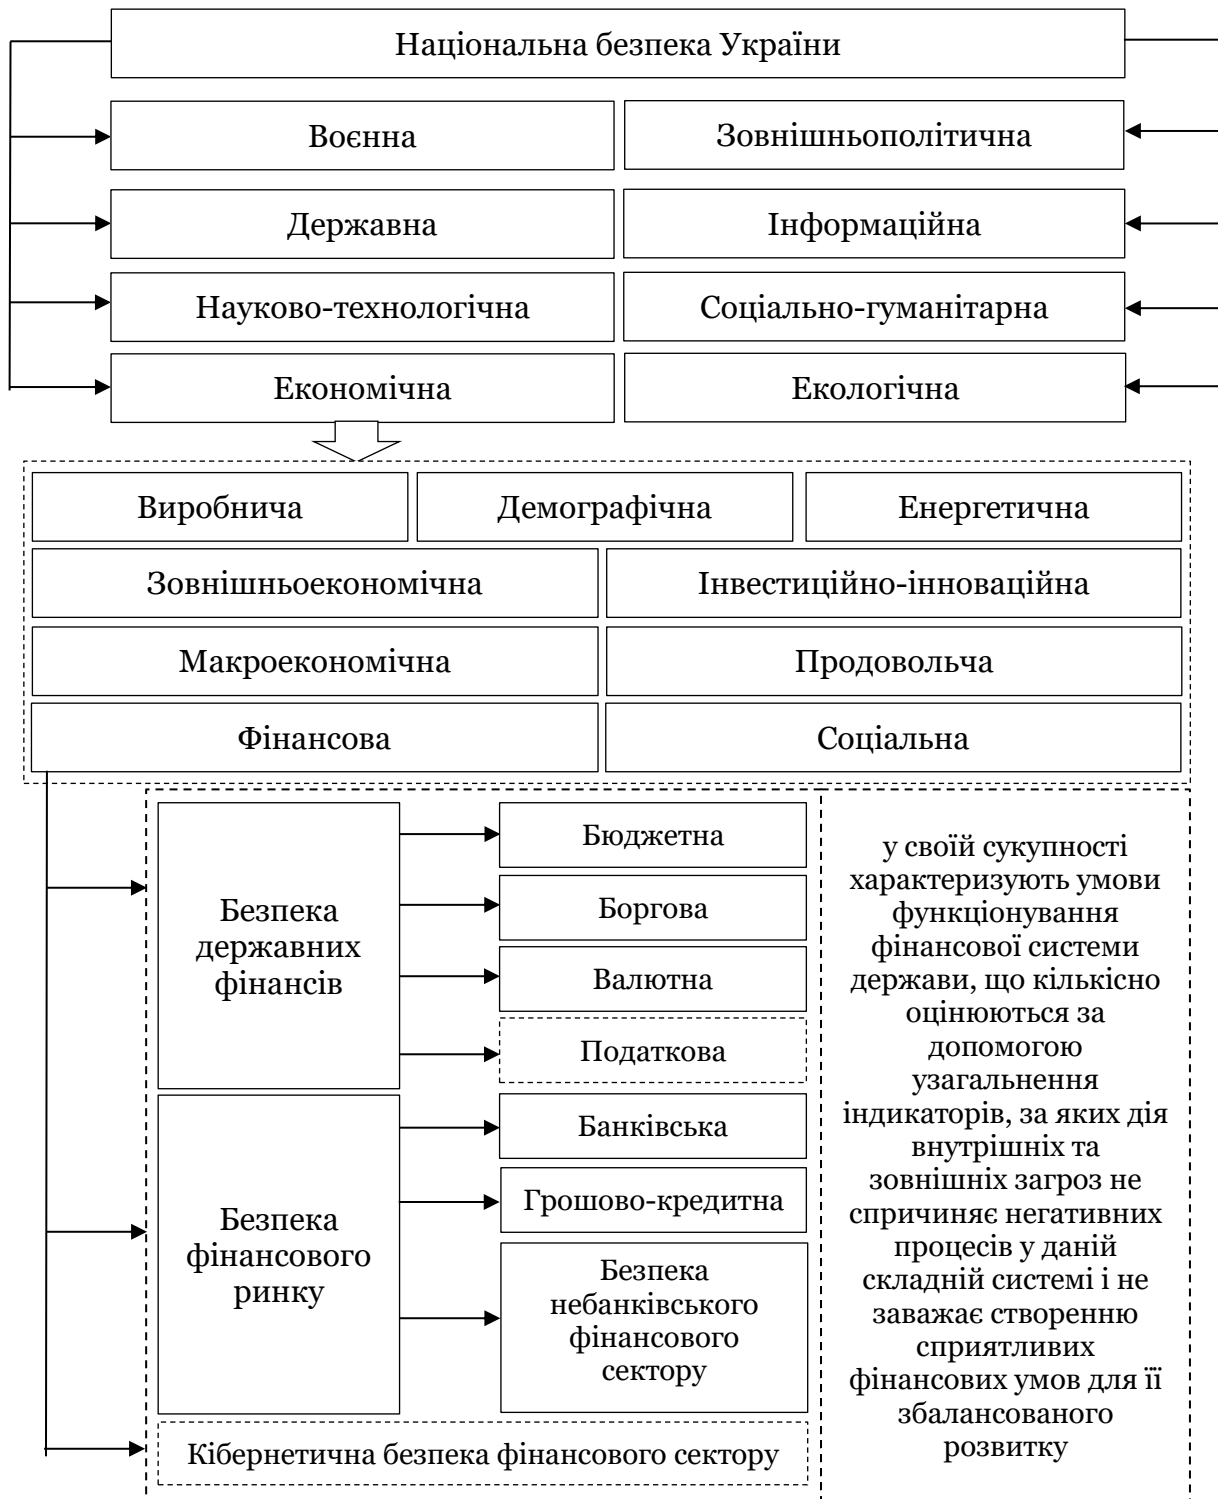 Національна безпека України
Воєнна
Зовнішньополітична
Державна
Інформаційна
Науково-технологічна
Соціально-гуманітарна
Економічна
Екологічна
Виробнича
Демографічна
Енергетична
Зовнішньоекономічна
Інвестиційно-інноваційна
Макроекономічна
Продовольча
Фінансова
Соціальна
Безпека
державних
фінансів
Бюджетна
Боргова
Валютна
Податкова
Безпека
фінансового
ринку
Банківська
Грошово-кредитна
Безпека
небанківського
фінансового
сектору
Кібернетична безпека фінансового сектору
у своїй сукупності
характеризують умови
функціонування
фінансової системи
держави, що кількісно
оцінюються за
допомогою
узагальнення
індикаторів, за яких дія
внутрішніх та
зовнішніх загроз не
спричиняє негативних
процесів у даній
складній системі і не
заважає створенню
сприятливих
фінансових умов для її
збалансованого
розвитку